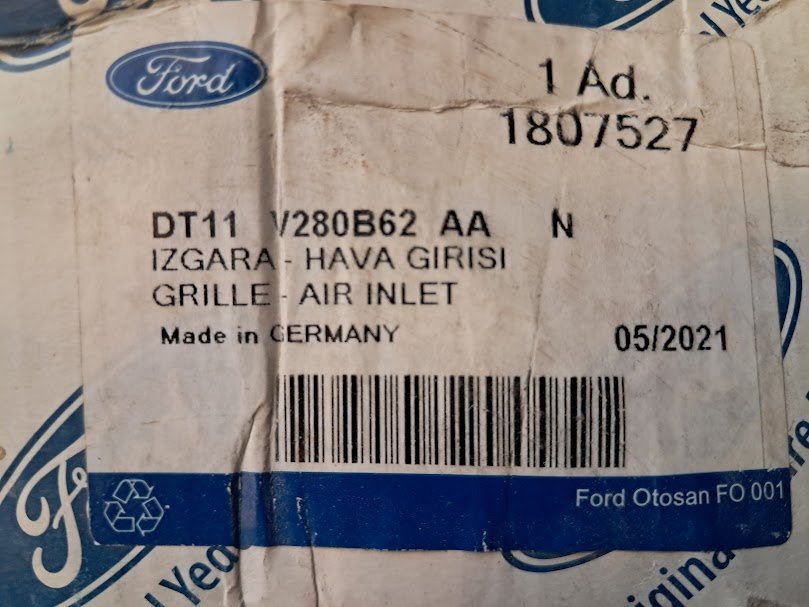 Ford
1 Ad.
1807527
DT11 V280B62 AA N
IZGARA - HAVA GIRISI
GRILLE - AIR INLET
Made in GERMANY
05/2021
Ford Otosan FO 001